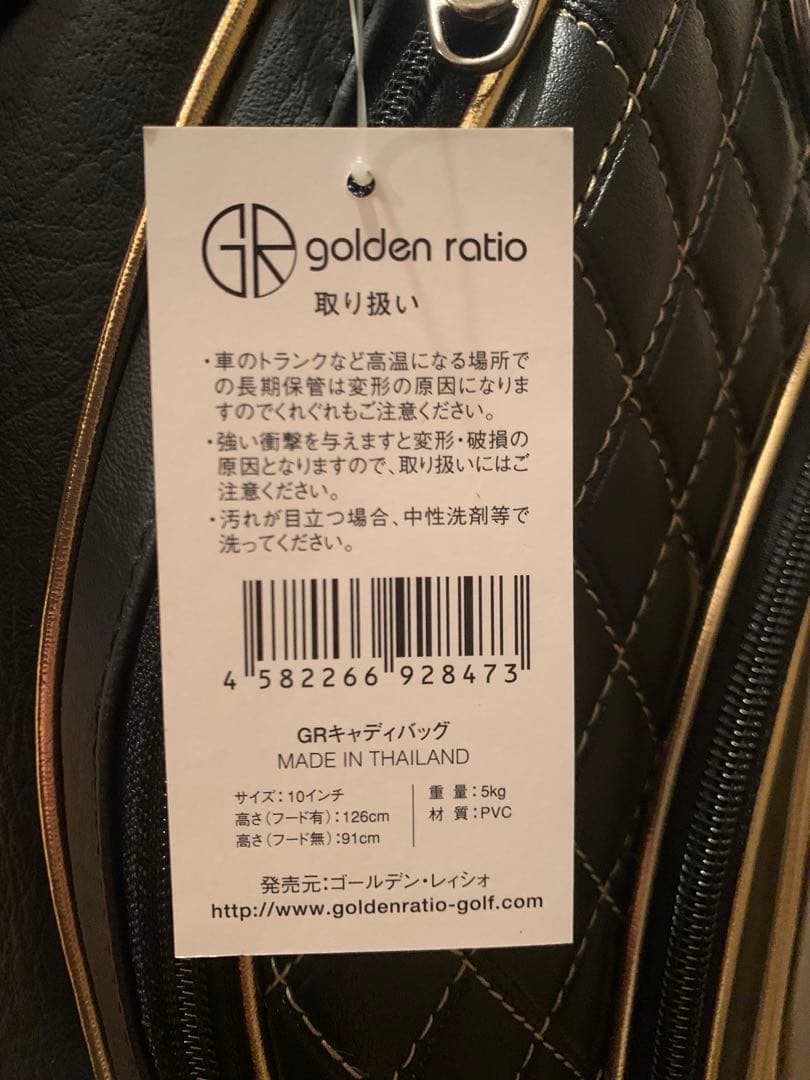 GR golden ratio
取り扱い
・車のトランクなど高温になる場所で
の長期保管は変形の原因になりま
すのでくれぐれもご注意ください。
・強い衝撃を与えますと変形・破損の
原因となりますので、取り扱いにはご
注意ください。
・汚れが目立つ場合、中性洗剤等で
洗ってください。
4 582266 928473
GRキャディバッグ
MADE IN THAILAND
サイズ：10インチ
高さ（フード有）：126cm
高さ（フード無）：91cm
重 量：5kg
材 質：PVC
発売元：ゴールデン・レィシォ
http://www.goldenratio-golf.com